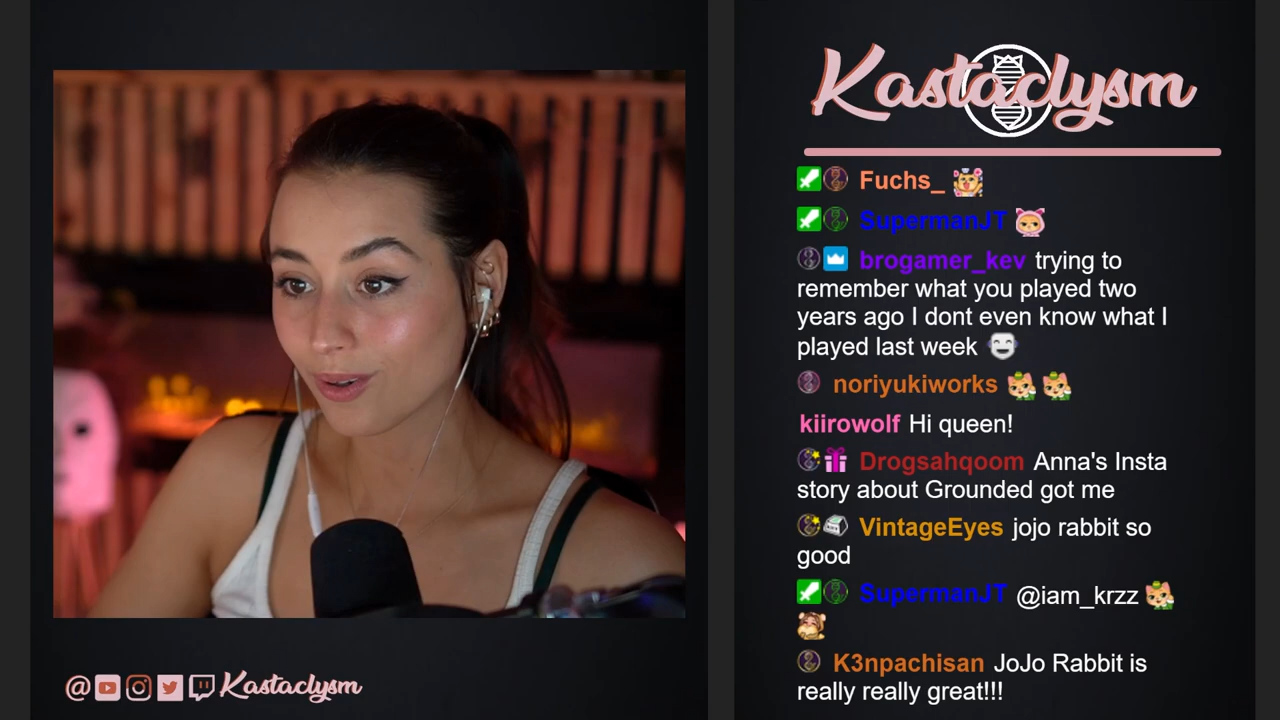 Kastaclysm
Fuchs_
SupermanJT
brogamer_kev trying to
remember what you played two
years ago I dont even know what I
played last week
noriyukiworks
kiirowolf Hi queen!
Drogsahqoom Anna's Insta
story about Grounded got me
VintageEyes jojo rabbit so
good
SupermanJT @iam_krzz
K3npachisan JoJo Rabbit is
really really great!!!
@ Kastaclysm